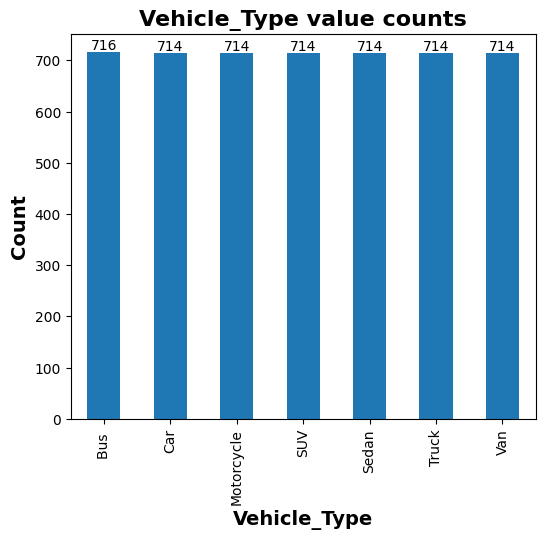 Vehicle_Type value counts
716
714
714
714
714
714
714
700
600
500
400
300
200
100
0
Count
Bus
Car
Motorcycle
SUV
Sedan
Truck
Van
Vehicle_Type